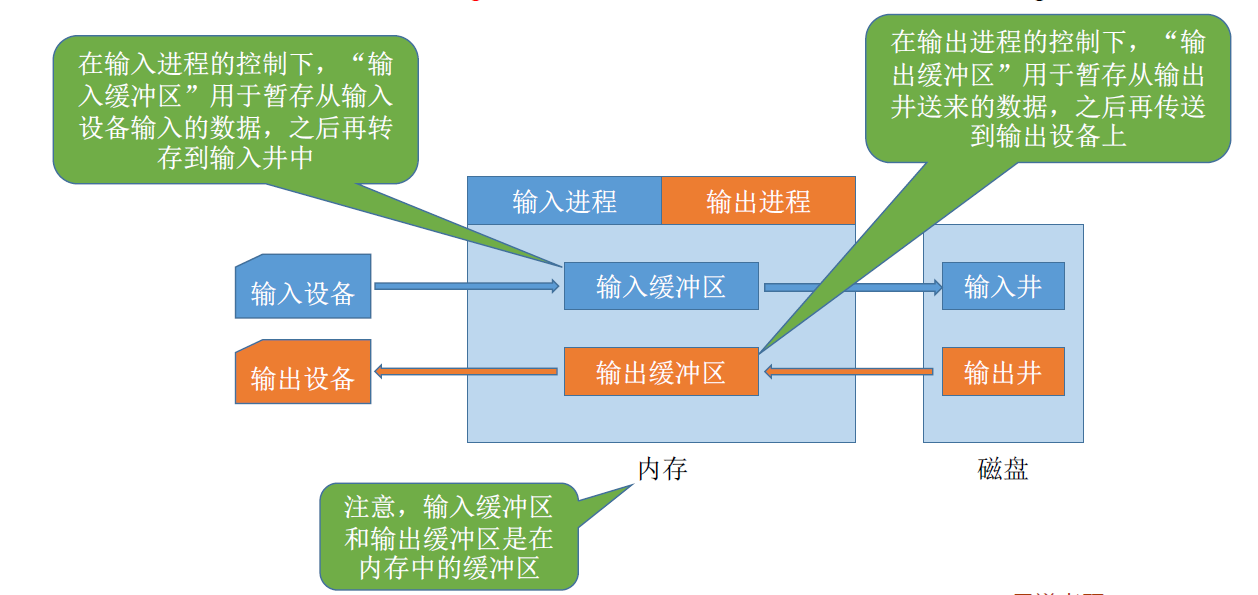 在输入进程的控制下，“输
入缓冲区”用于暂存从输入
设备输入的数据，之后再转
存到输入井中
在输出进程的控制下，“输
出缓冲区”用于暂存从输出
井送来的数据，之后再传送
到输出设备上
输入进程
输出进程
输入设备
输入缓冲区
输入井
输出设备
输出缓冲区
输出井
内存
磁盘
注意，输入缓冲区
和输出缓冲区是在
内存中的缓冲区